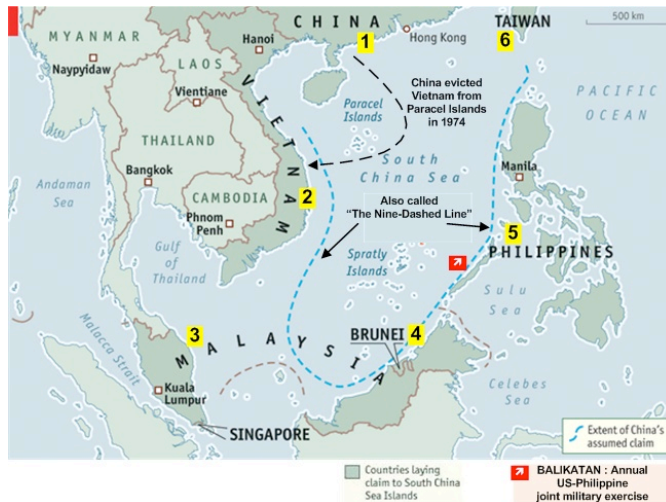 CHINA
TAIWAN
500 km
MYANMAR
Hanoi
1
Hong Kong
6
Naypyidaw
LAOS
China evicted
Vietnam from
Paracel Islands
in 1974
PACIFIC
OCEAN
Vientiane
VIETNAM
Paracel
Islands
THAILAND
South
China Sea
Manila
Bangkok
Andaman
Sea
CAMBODIA
2
Also called
“The Nine-Dashed Line”
Phnom
Penh
5
PHILIPPINES
Gulf
of
Thailand
Spratly
Islands
Sulu
Sea
3
BRUNEI
4
MALAYSIA
Malacca Strait
Kuala
Lumpur
Celebes
Sea
SINGAPORE
Extent of China's
assumed claim
Countries laying
claim to South China
Sea Islands
BALIKATAN : Annual
US-Philippine
joint military exercise